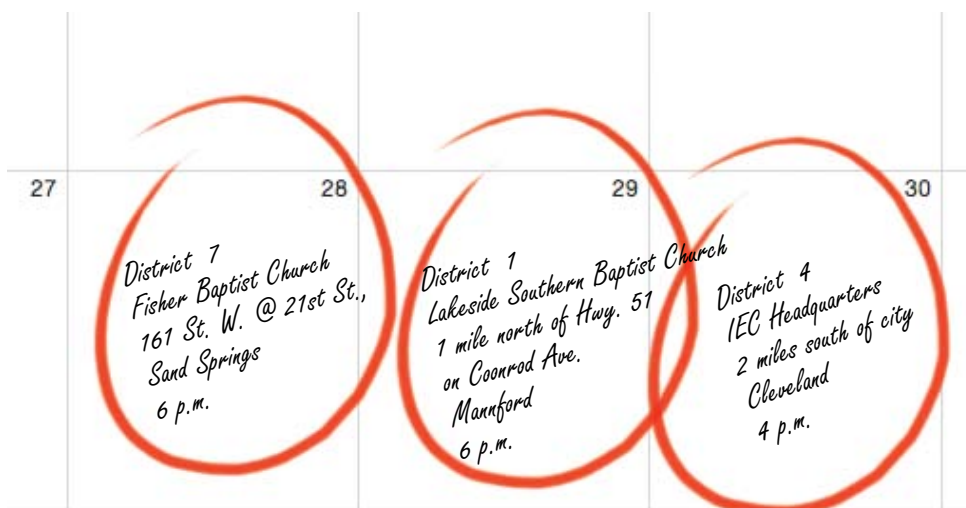 27
28
29
30
District 7
Fisher Baptist Church
161 St. W. @ 21st St.,
Sand Springs
6 p.m.
District 1
Lakeside Southern Baptist Church
1 mile north of Hwy. 51
on Coonrod Ave.
Mannford
6 p.m.
District 4
IEC Headquarters
2 miles south of city
Cleveland
4 p.m.